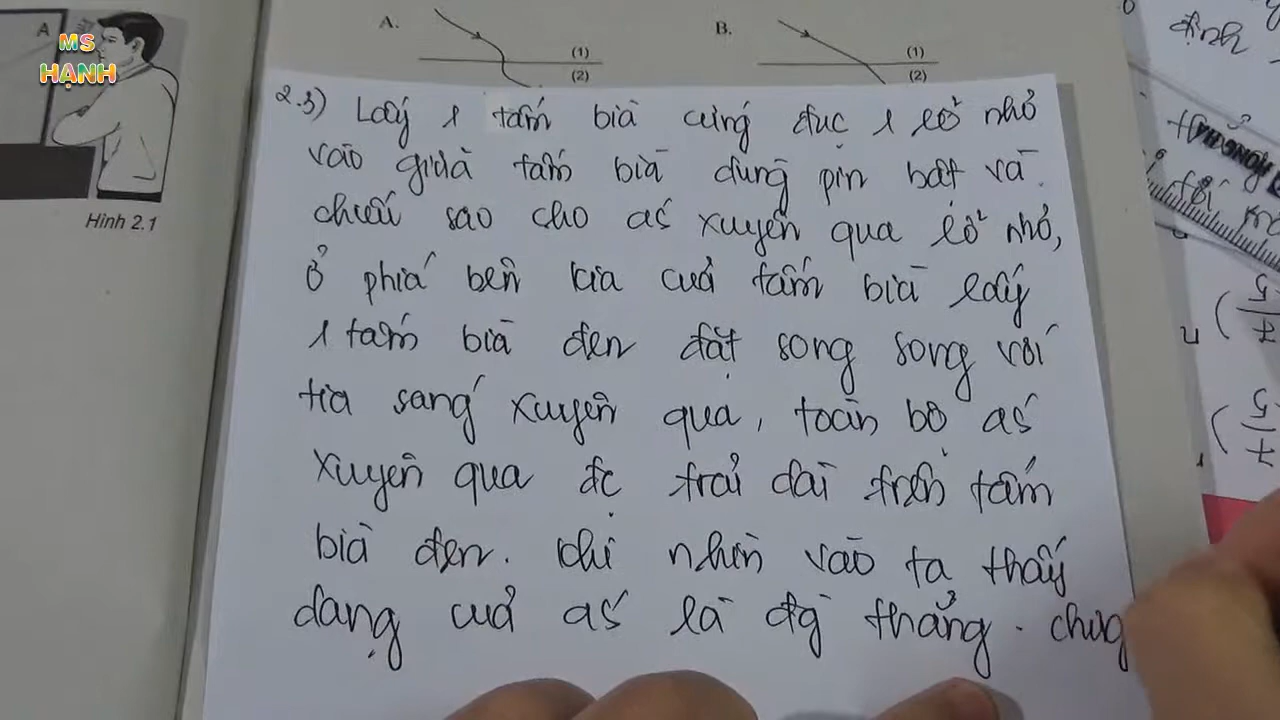 A
MS
HẠNH
Hình 2.1
A.
(1)
(2)
B.
(1)
(2)
2.3) Lấy 1 tấm bìa cứng đục 1 lỗ nhỏ
vào giữa tấm bìa dùng pin bật và
chiếu sao cho as xuyên qua lỗ nhỏ,
Ở phía bên kia của tấm bìa lấy
1 tấm bìa đen đặt song song với
tia sáng xuyên qua, toàn bộ as
xuyên qua đc trải dài trên tấm
bìa đen. khi nhìn vào ta thấy
dạng của as là đg thẳng. chug
định